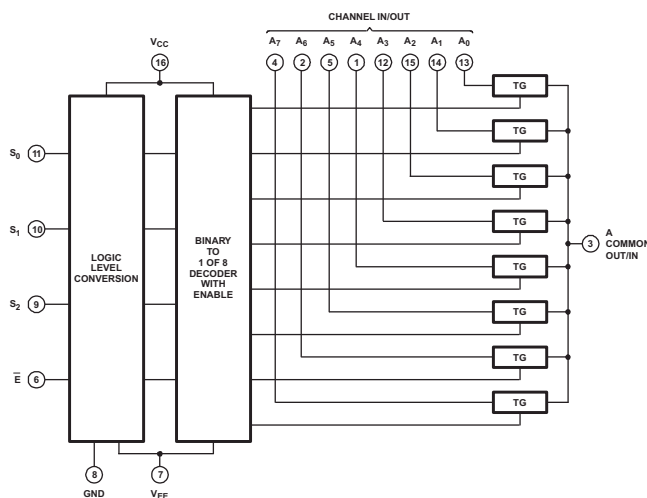 CHANNEL IN/OUT
VCC
A7 A6 A5 A4 A3 A2 A1 A0
16
4 2 5 1 12 15 14 13
TG
TG
TG
TG
TG
TG
TG
TG
S0 11
S1 10
S2 9
E̅ 6
LOGIC
LEVEL
CONVERSION
BINARY
TO
1 OF 8
DECODER
WITH
ENABLE
3
A
COMMON
OUT/IN
8
GND
7
VEE